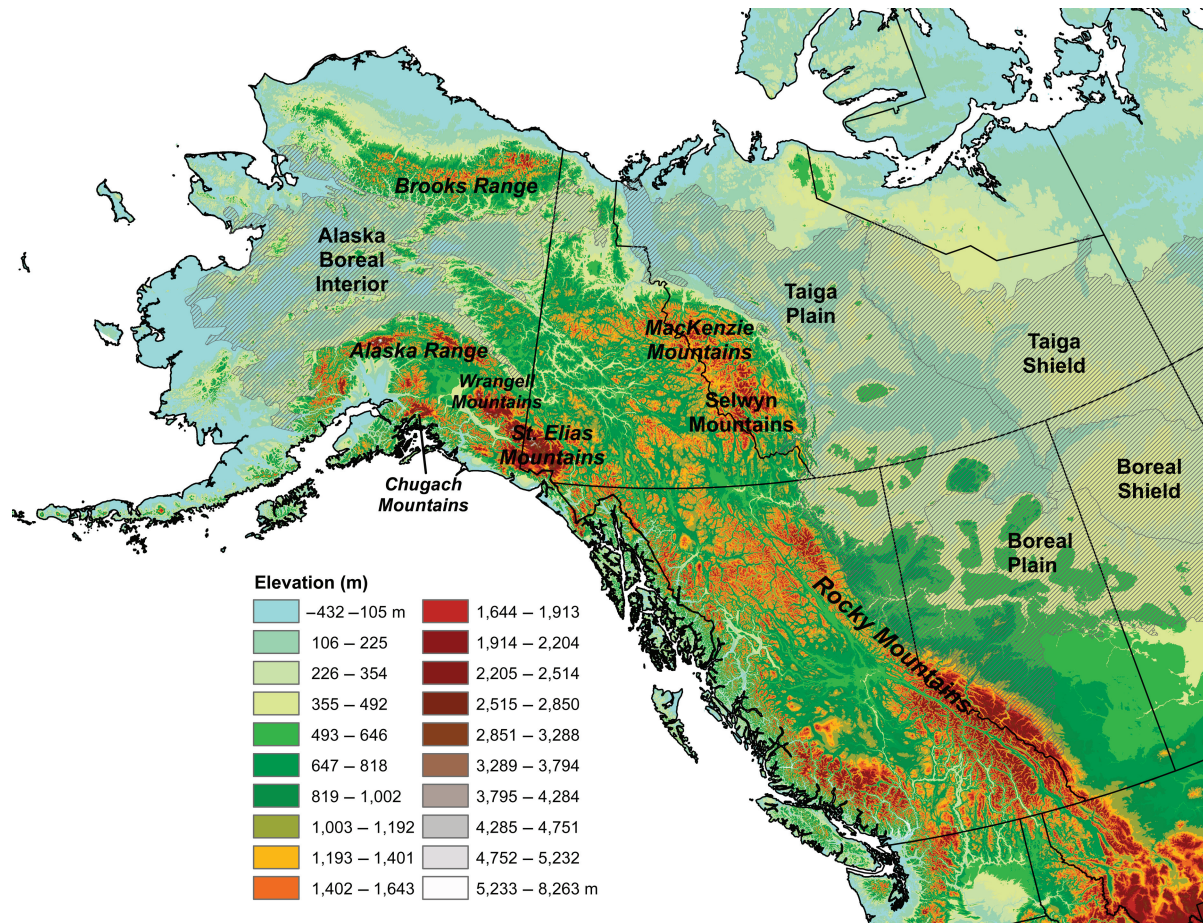 Brooks Range
Alaska
Boreal
Interior
Taiga
Plain
MacKenzie
Mountains
Taiga
Shield
Alaska Range
Wrangell
Mountains
Selwyn
Mountains
St. Elias
Mountains
Chugach
Mountains
Boreal
Shield
Boreal
Plain
Rocky Mountains
Elevation (m)
–432 –105 m
106 – 225
226 – 354
355 – 492
493 – 646
647 – 818
819 – 1,002
1,003 – 1,192
1,193 – 1,401
1,402 – 1,643
1,644 – 1,913
1,914 – 2,204
2,205 – 2,514
2,515 – 2,850
2,851 – 3,288
3,289 – 3,794
3,795 – 4,284
4,285 – 4,751
4,752 – 5,232
5,233 – 8,263 m